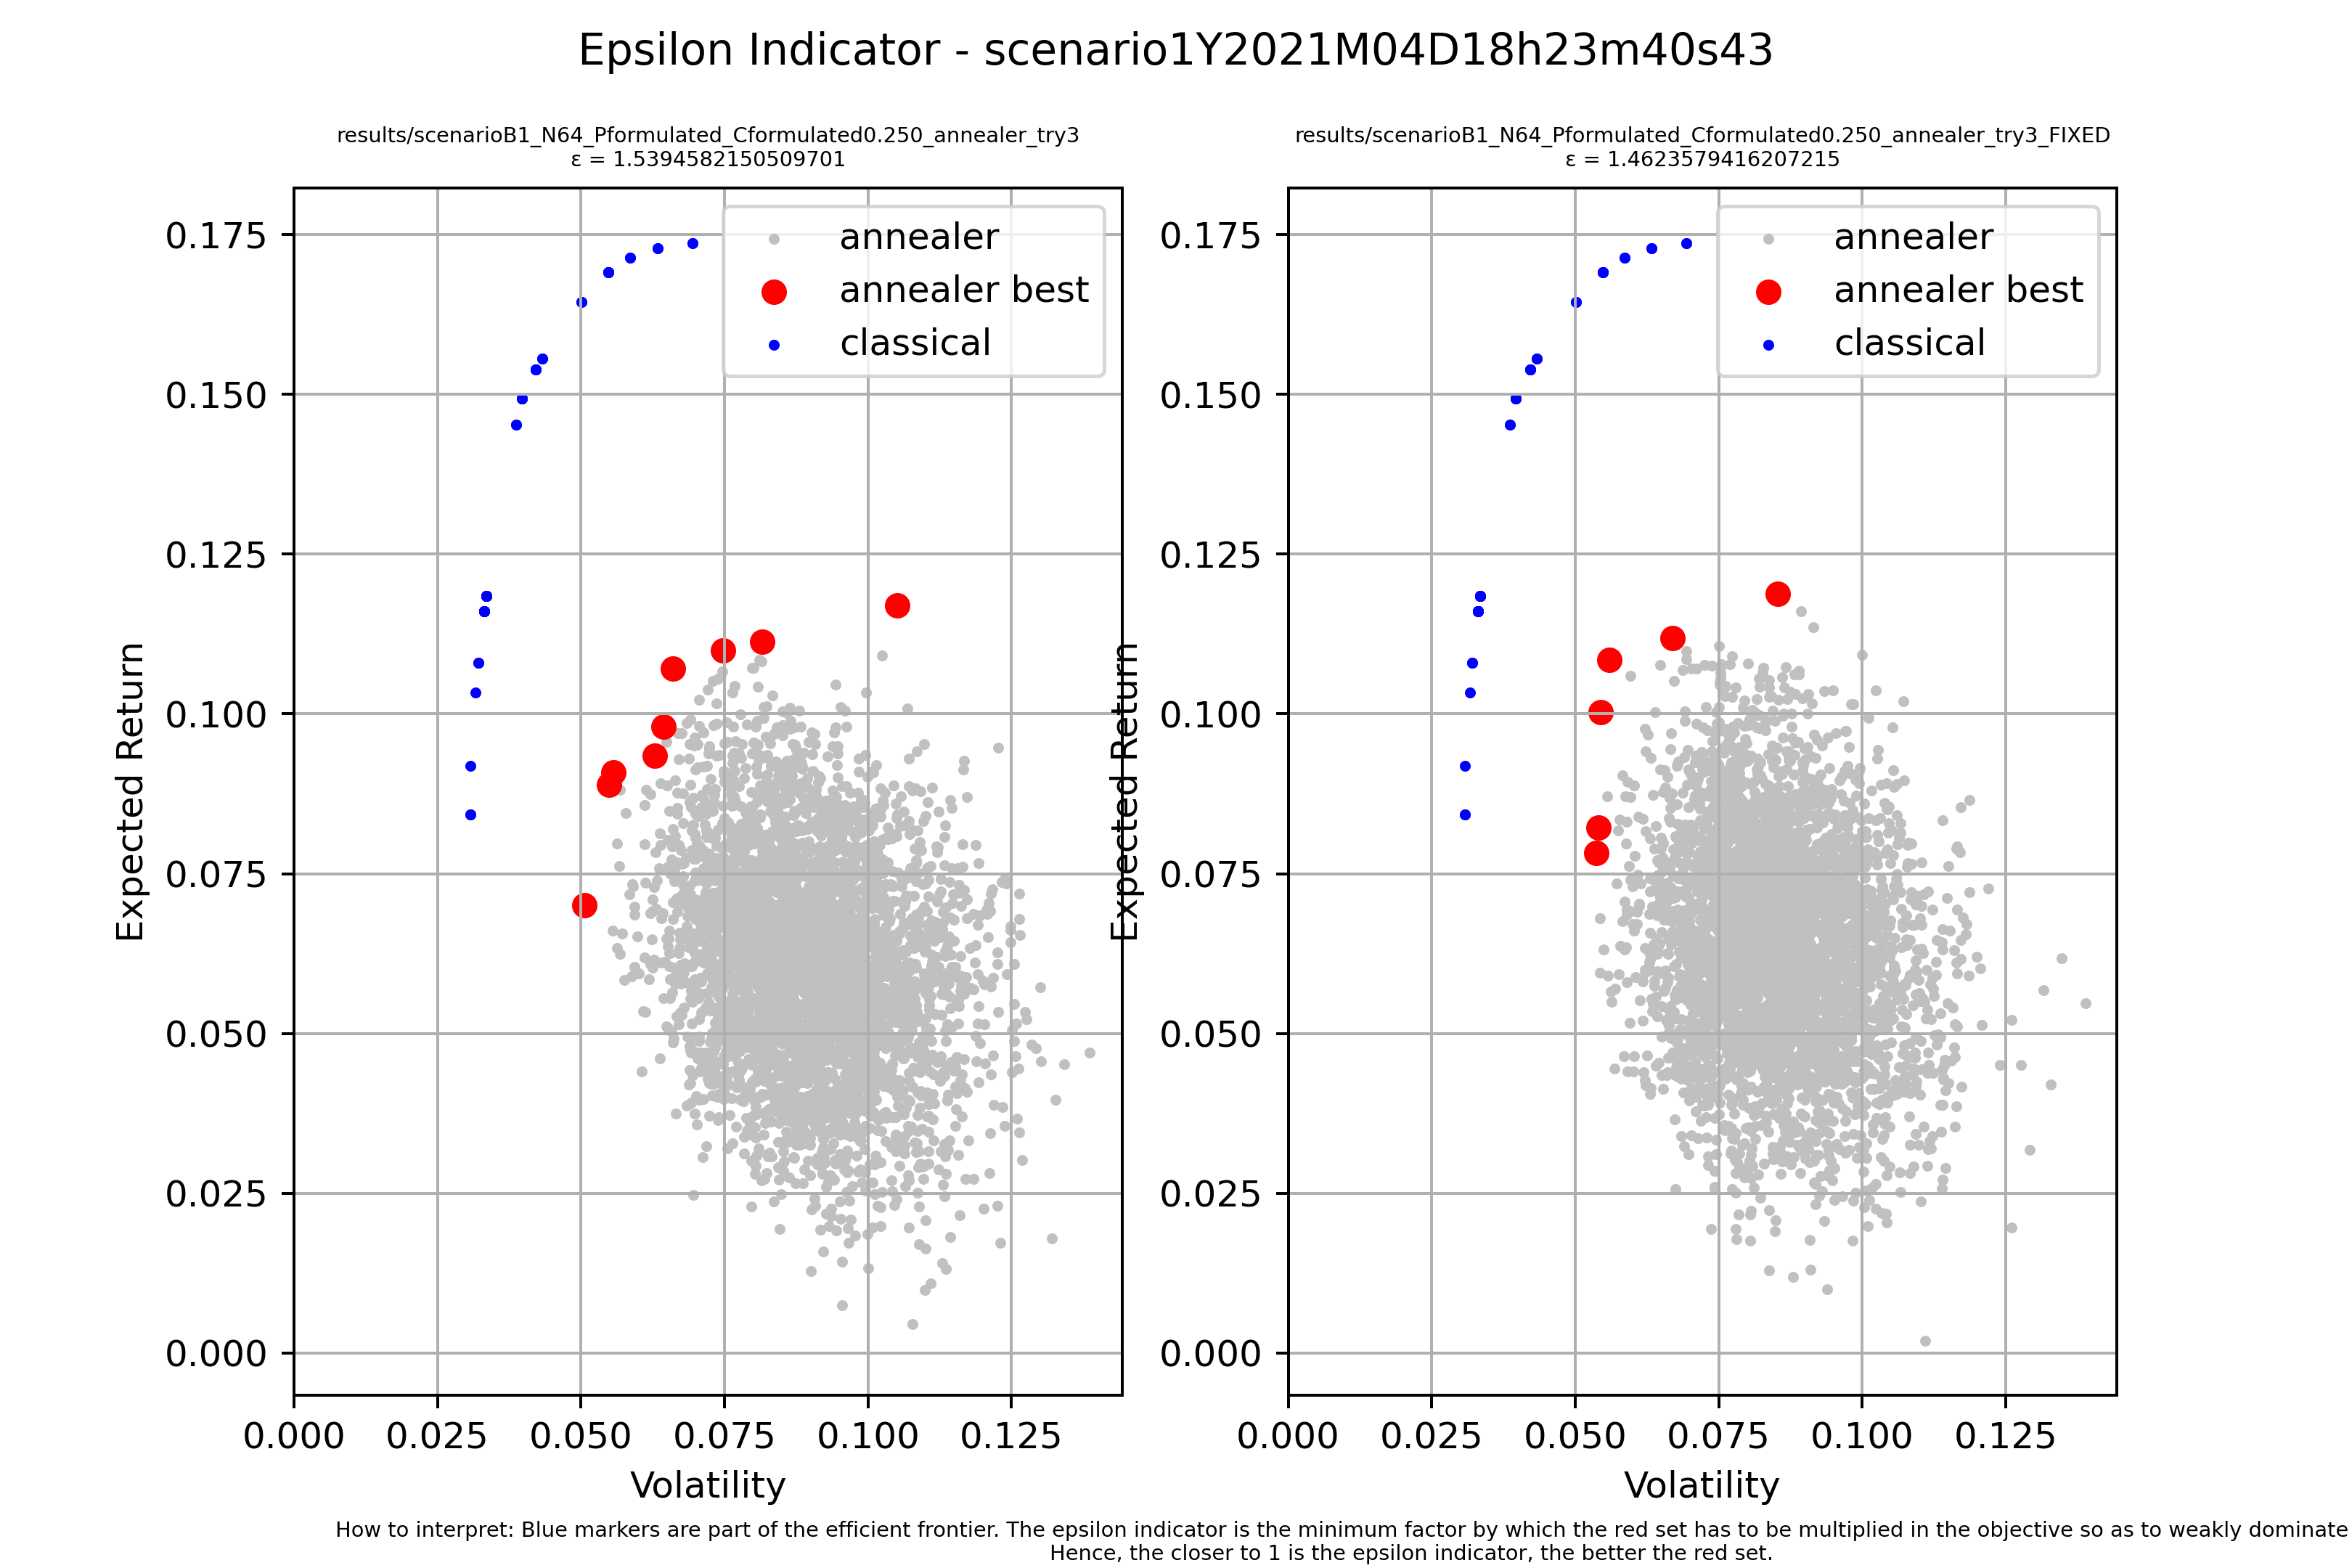 Epsilon Indicator - scenario1Y2021M04D18h23m40s43
results/scenarioB1_N64_Pformulated_Cformulated0.250_annealer_try3
ε = 1.5394582150509701
annealer
annealer best
classical
0.175
0.150
0.125
0.100
0.075
0.050
0.025
0.000
Expected Return
0.000 0.025 0.050 0.075 0.100 0.125
Volatility
results/scenarioB1_N64_Pformulated_Cformulated0.250_annealer_try3_FIXED
ε = 1.4623579416207215
annealer
annealer best
classical
0.175
0.150
0.125
0.100
0.075
0.050
0.025
0.000
Expected Return
0.000 0.025 0.050 0.075 0.100 0.125
Volatility
How to interpret: Blue markers are part of the efficient frontier. The epsilon indicator is the minimum factor by which the red set has to be multiplied in the objective so as to weakly dominate
Hence, the closer to 1 is the epsilon indicator, the better the red set.